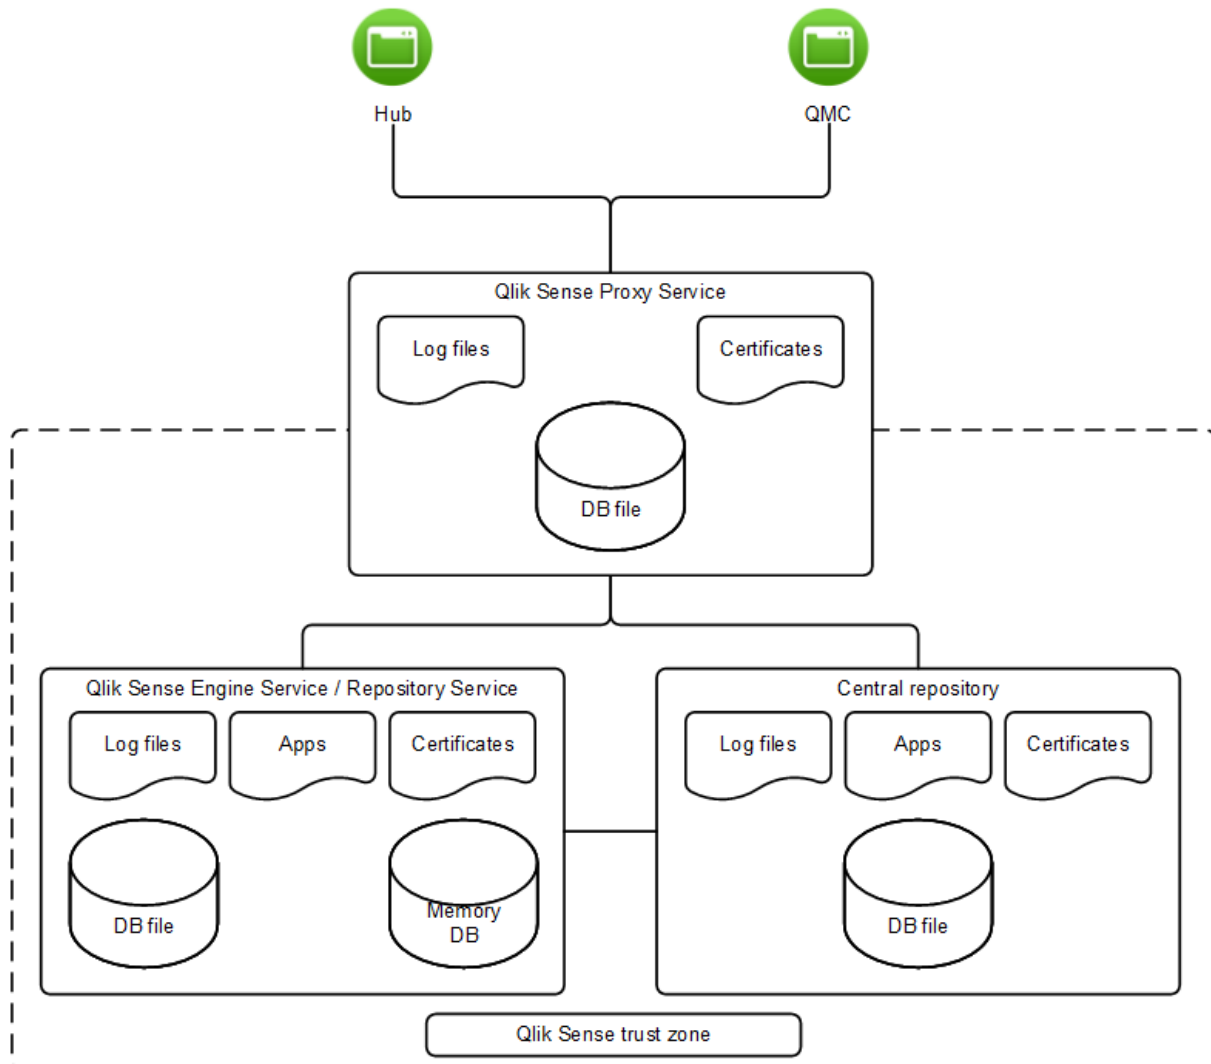 Hub
QMC
Qlik Sense Proxy Service
Log files
Certificates
DB file
Qlik Sense Engine Service / Repository Service
Log files
Apps
Certificates
DB file
Memory
DB
Central repository
Log files
Apps
Certificates
DB file
Qlik Sense trust zone